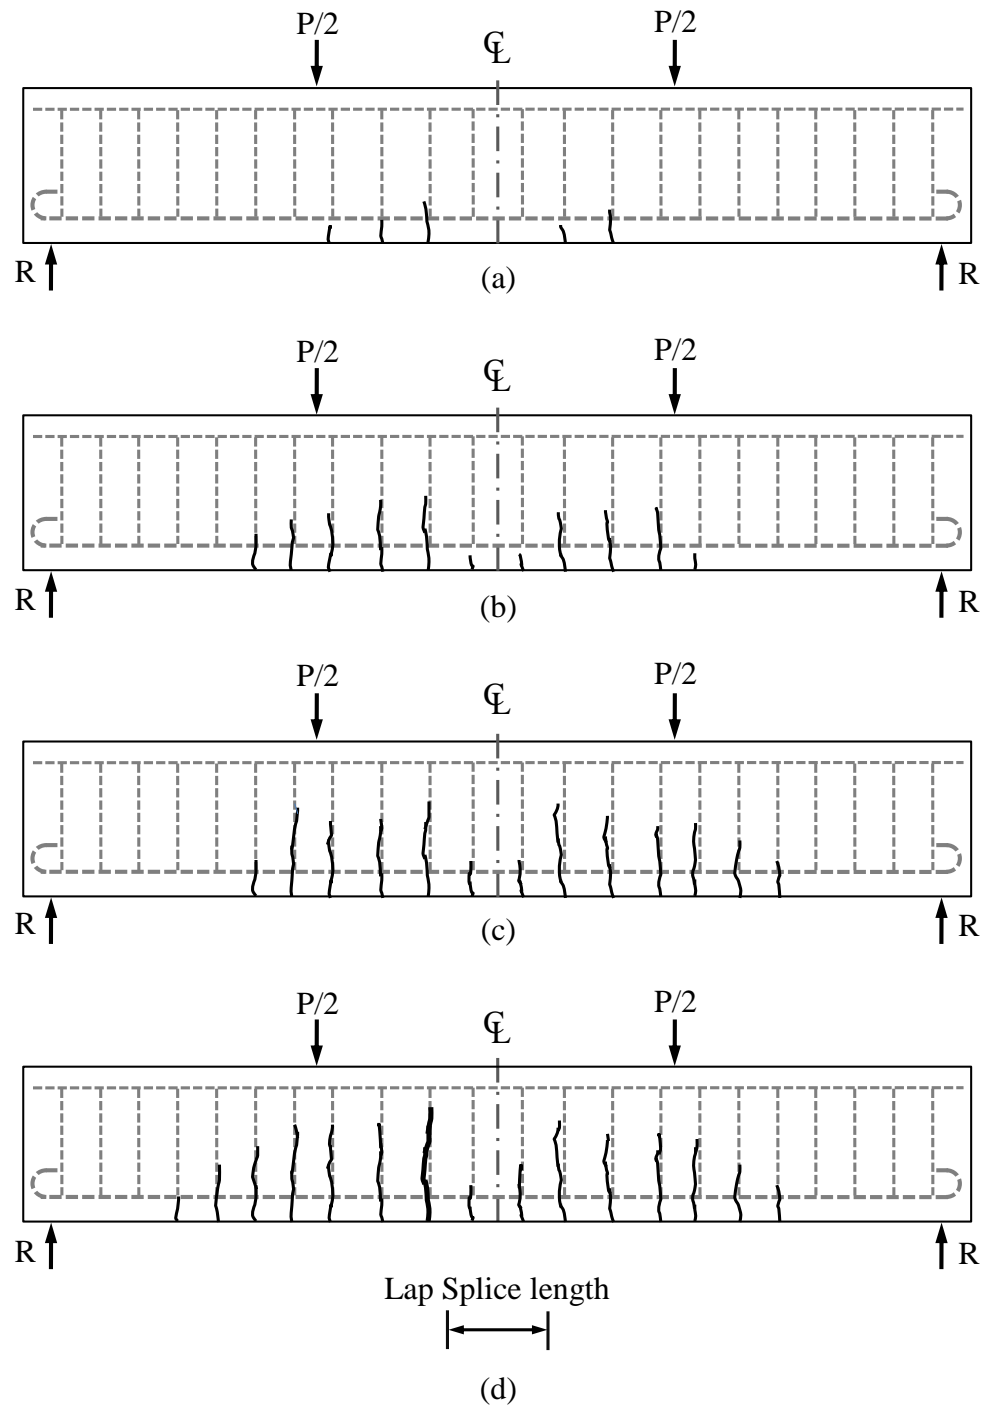 P/2 P/2
℄
R R
(a)
P/2 P/2
℄
R R
(b)
P/2 P/2
℄
R R
(c)
P/2 P/2
℄
R R
Lap Splice length
(d)